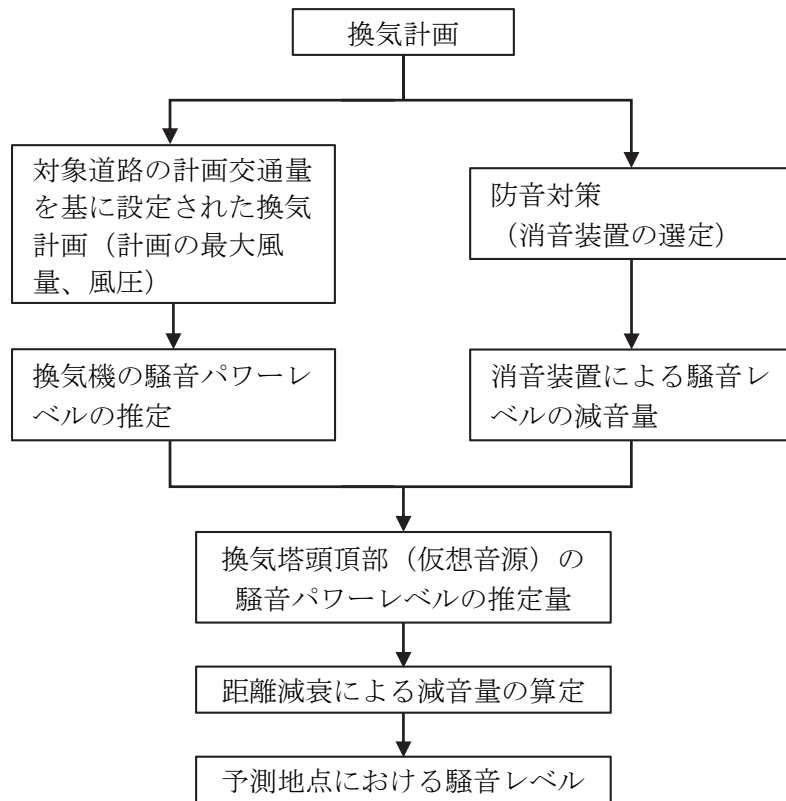 換気計画
対象道路の計画交通量
を基に設定された換気
計画（計画の最大風
量、風圧）
防音対策
（消音装置の選定）
換気機の騒音パワーレ
ベルの推定
消音装置による騒音レ
ベルの減音量
換気塔頭頂部（仮想音源）の
騒音パワーレベルの推定量
距離減衰による減音量の算定
予測地点における騒音レベル